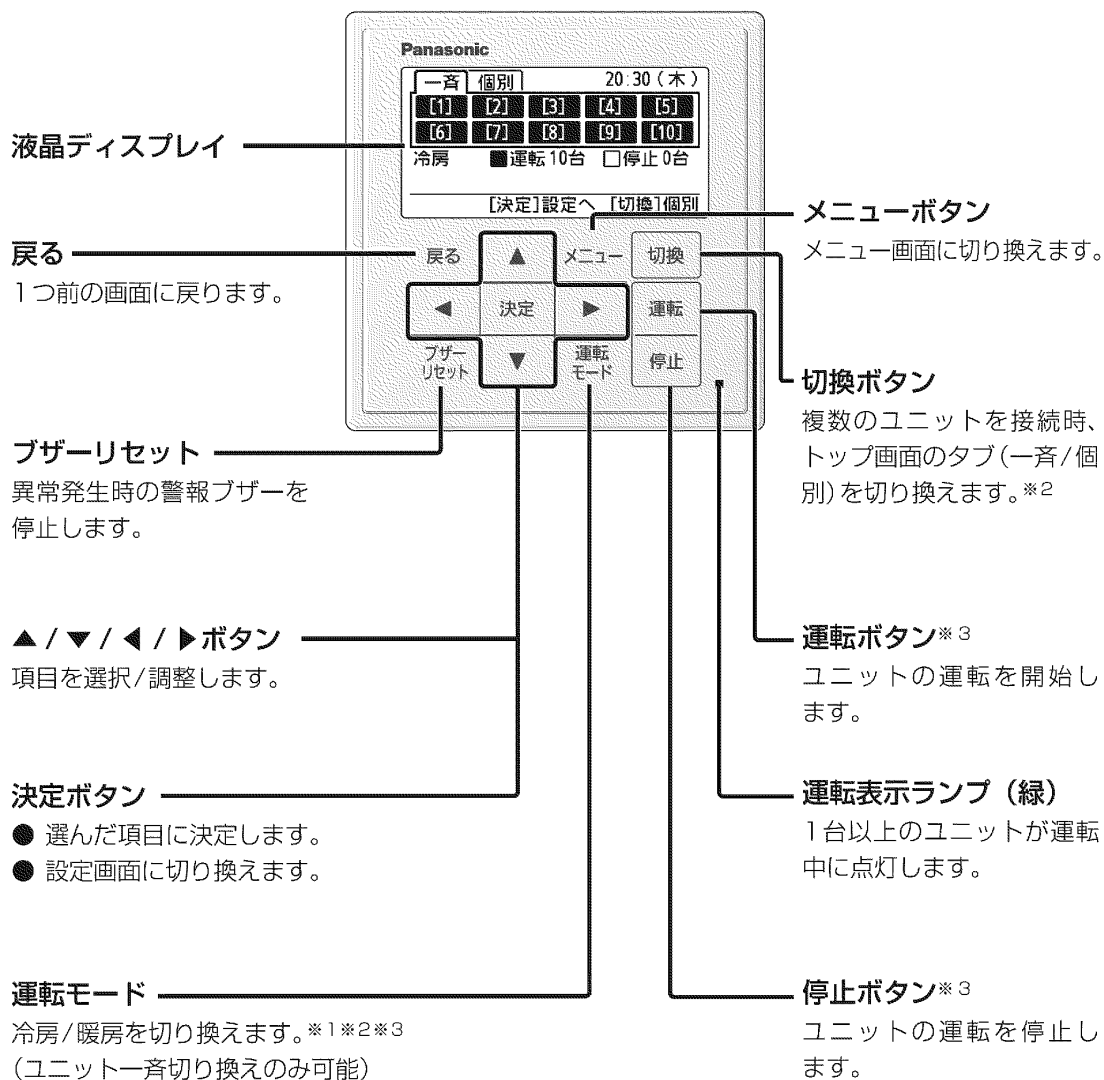 Panasonic
一斉 個別 20:30(木)
[1] [2] [3] [4] [5]
[6] [7] [8] [9] [10]
冷房 ■運転10台 □停止0台
[決定]設定へ [切換]個別
戻る ▲ メニュー 切換
◀ 決定 ▶ 運転
ブザー
リセット
▼
運転
モード
停止
液晶ディスプレイ
戻る
1つ前の画面に戻ります。
ブザーリセット
異常発生時の警報ブザーを
停止します。
▲/▼/◀/▶ボタン
項目を選択/調整します。
決定ボタン
● 選んだ項目に決定します。
● 設定画面に切り換えます。
運転モード
冷房/暖房を切り換えます。※1※2※3
(ユニット一斉切り換えのみ可能)
メニューボタン
メニュー画面に切り換えます。
切換ボタン
複数のユニットを接続時、
トップ画面のタブ(一斉/個
別)を切り換えます。※2
運転ボタン※3
ユニットの運転を開始し
ます。
運転表示ランプ(緑)
1台以上のユニットが運転
中に点灯します。
停止ボタン※3
ユニットの運転を停止し
ます。